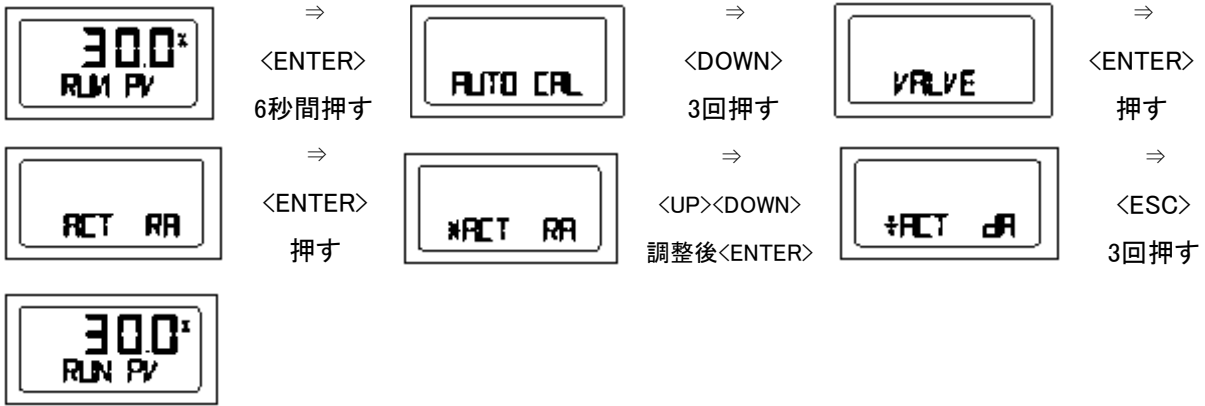 30.0% RUN PV ⇒ <ENTER> 6秒間押す
AUTO CAL ⇒ <DOWN> 3回押す
VALVE ⇒ <ENTER> 押す
ACT RA ⇒ <ENTER> 押す
*ACT RA ⇒ <UP><DOWN> 調整後<ENTER>
*ACT dA ⇒ <ESC> 3回押す
30.0% RUN PV